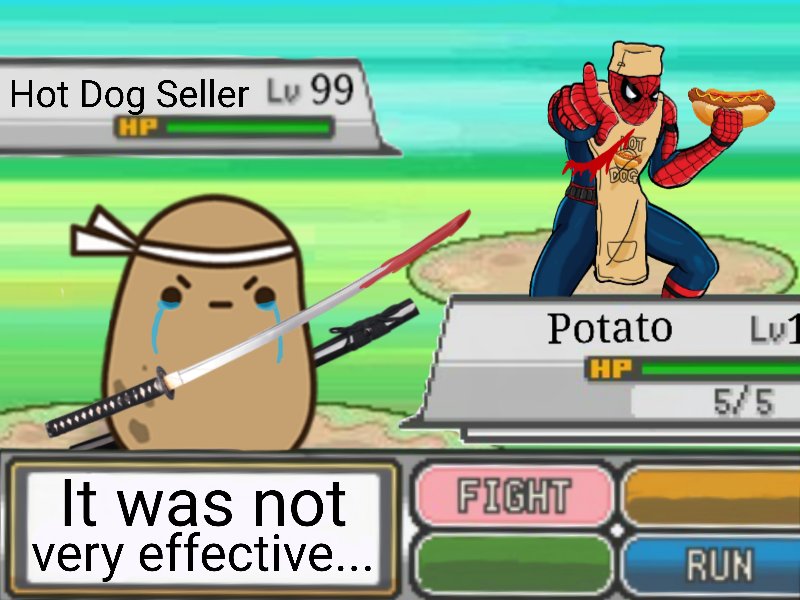 Hot Dog Seller Lv 99
HP
HOT
DOG
Potato Lv1
HP
5/5
It was not
very effective...
FIGHT
RUN